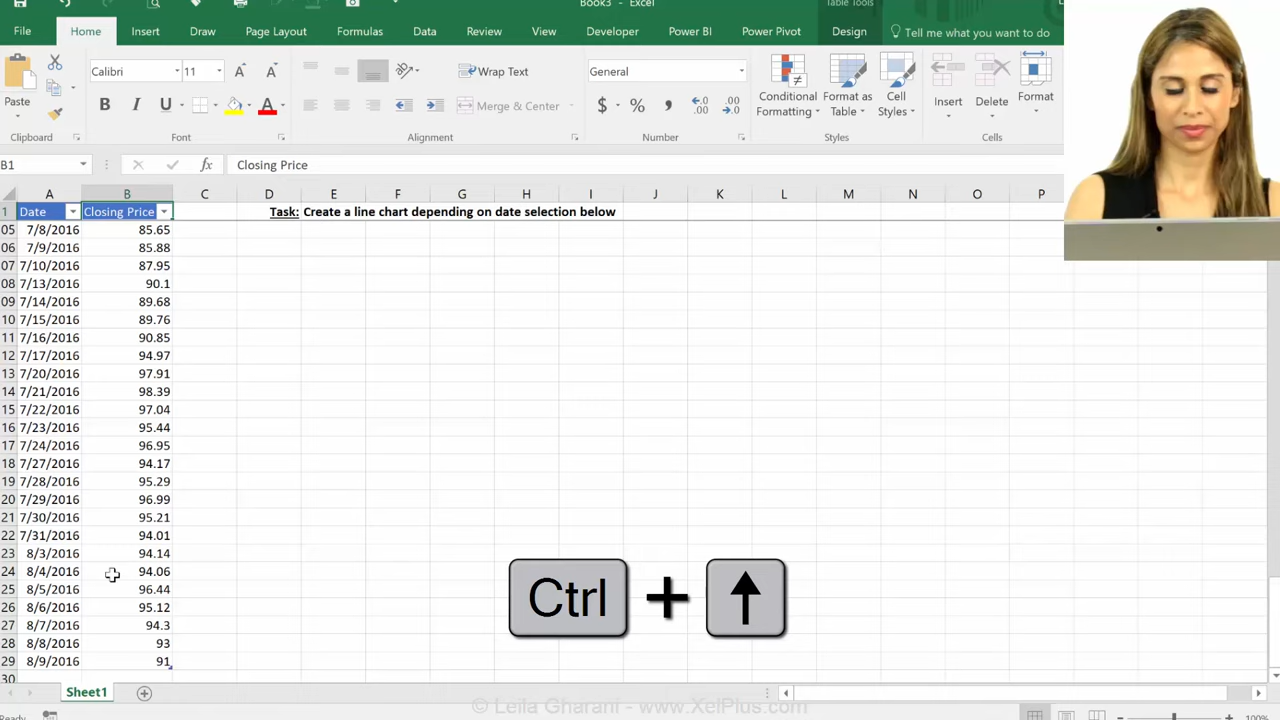 Book3 - Excel
Table Tools
File Home Insert Draw Page Layout Formulas Data Review View Developer Power BI Power Pivot Design Tell me what you want to do
Paste
Calibri 11
B I U A
Wrap Text
Merge & Center
General
$ % ,
Conditional Formatting
Format as Table
Cell Styles
Insert
Delete
Format
Clipboard Font Alignment Number Styles Cells
B1 fx Closing Price
A B C D E F G H I J K L M N O P
1 Date Closing Price Task: Create a line chart depending on date selection below
05 7/8/2016 85.65
06 7/9/2016 85.88
07 7/10/2016 87.95
08 7/13/2016 90.1
09 7/14/2016 89.68
10 7/15/2016 89.76
11 7/16/2016 90.85
12 7/17/2016 94.97
13 7/20/2016 97.91
14 7/21/2016 98.39
15 7/22/2016 97.04
16 7/23/2016 95.44
17 7/24/2016 96.95
18 7/27/2016 94.17
19 7/28/2016 95.29
20 7/29/2016 96.99
21 7/30/2016 95.21
22 7/31/2016 94.01
23 8/3/2016 94.14
24 8/4/2016 94.06
25 8/5/2016 96.44
26 8/6/2016 95.12
27 8/7/2016 94.3
28 8/8/2016 93
29 8/9/2016 91
30
Ctrl +
Sheet1
© Leila Gharani - www.XelPlus.com
Ready
100%